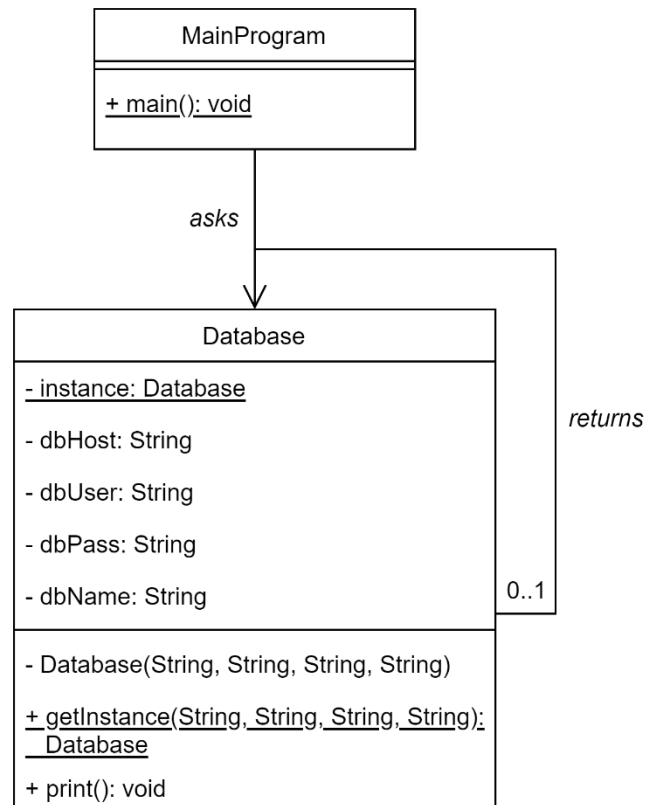 MainProgram
+ main(): void
asks
Database
- instance: Database
- dbHost: String
- dbUser: String
returns
- dbPass: String
- dbName: String
0..1
- Database(String, String, String, String)
+ getInstance(String, String, String, String):
Database
+ print(): void